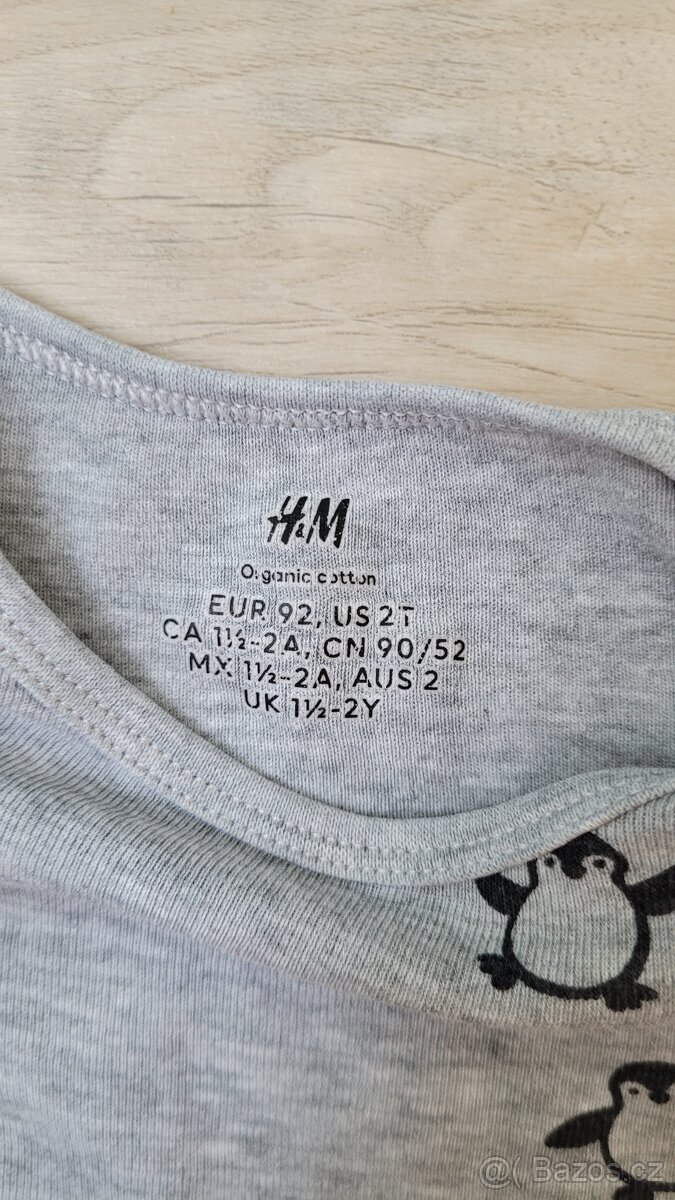 H&M
Organic cotton
EUR 92, US 2T
CA 1½-2A, CN 90/52
MX 1½-2A, AUS 2
UK 1½-2Y
@( Bazos.cz